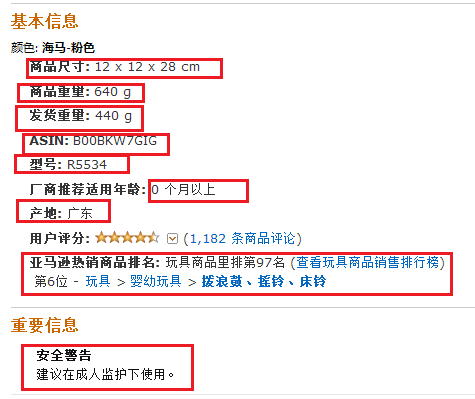 基本信息
颜色: 海马-粉色
商品尺寸: 12 x 12 x 28 cm
商品重量: 640 g
发货重量: 440 g
ASIN: B00BKW7GIG
型号: R5534
厂商推荐适用年龄: 0 个月以上
产地: 广东
用户评分: (1,182 条商品评论)
亚马逊热销商品排名: 玩具商品里排第97名 (查看玩具商品销售排行榜)
第6位 - 玩具 > 婴幼玩具 > 拨浪鼓、摇铃、床铃
重要信息
安全警告
建议在成人监护下使用。